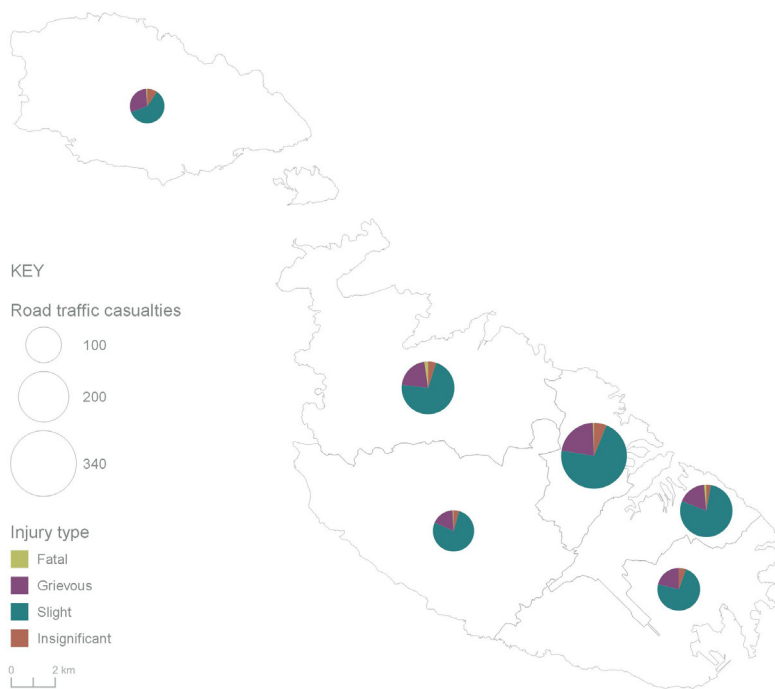 KEY
Road traffic casualties
100
200
340
Injury type
Fatal
Grievous
Slight
Insignificant
0 2 km